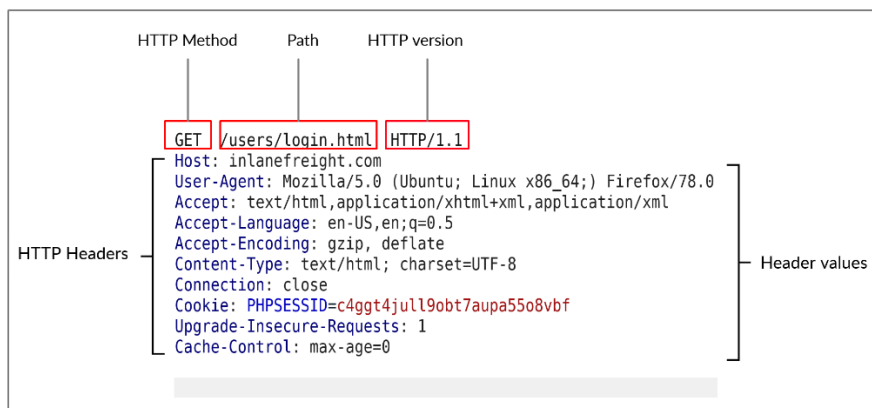 HTTP Method Path HTTP version
GET /users/login.html HTTP/1.1
Host: inlanefreight.com
User-Agent: Mozilla/5.0 (Ubuntu; Linux x86_64;) Firefox/78.0
Accept: text/html,application/xhtml+xml,application/xml
Accept-Language: en-US,en;q=0.5
Accept-Encoding: gzip, deflate
HTTP Headers
Content-Type: text/html; charset=UTF-8
Header values
Connection: close
Cookie: PHPSESSID=c4ggt4jull9obt7aupa55o8vbf
Upgrade-Insecure-Requests: 1
Cache-Control: max-age=0